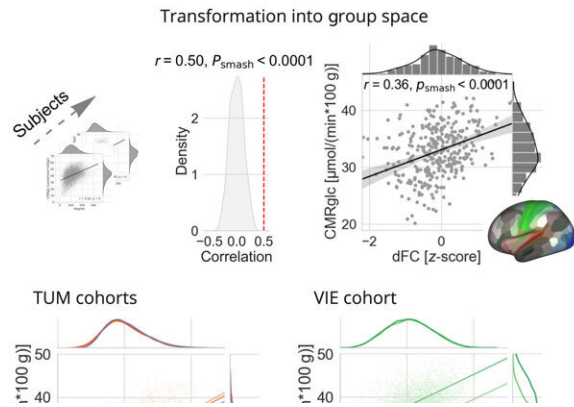 Transformation into group space
Subjects
r = 0.50, Psmash < 0.0001
Density
2
1
0
−0.5 0.0 0.5
Correlation
r = 0.36, psmash < 0.0001
CMRglc [µmol/(min*100 g)]
40
30
20
−2 0
dFC [z-score]
TUM cohorts
50
40
n*100 g)]
VIE cohort
50
40
n*100 g)]